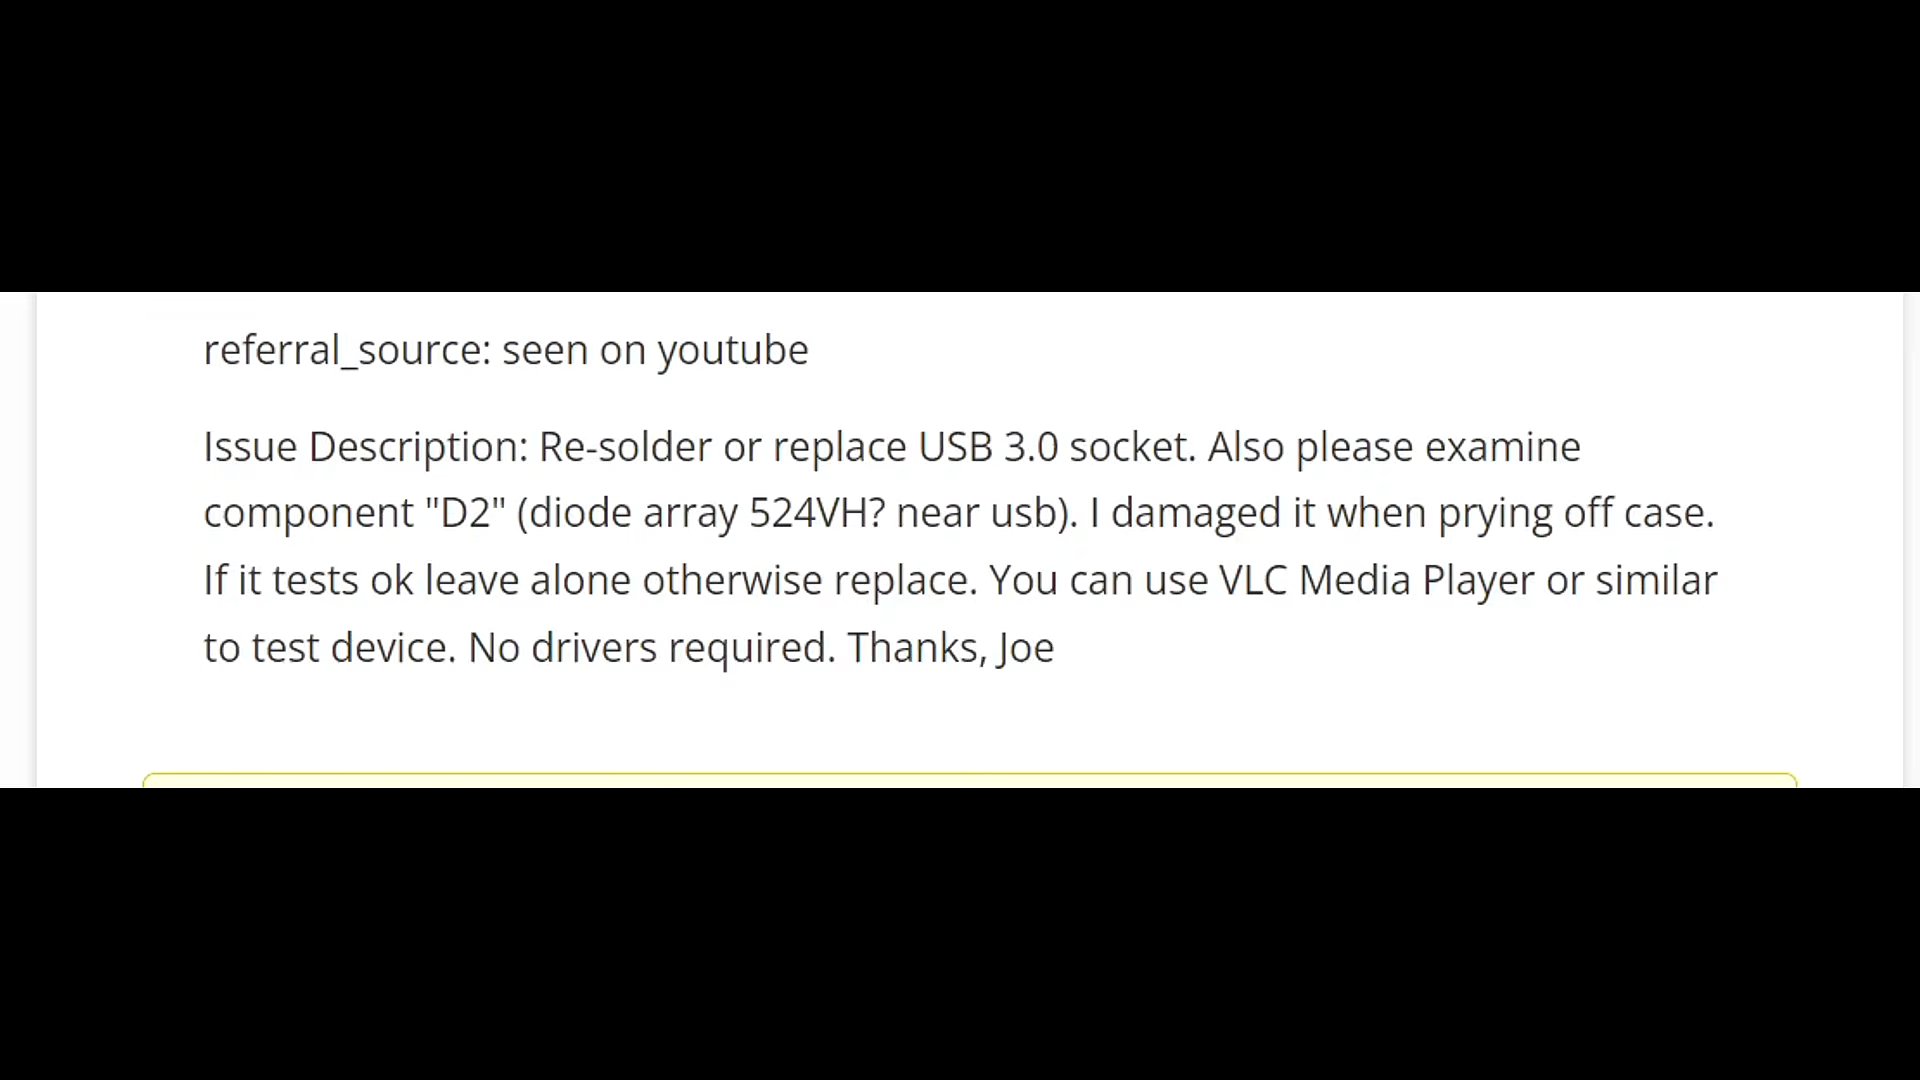 referral_source: seen on youtube
Issue Description: Re-solder or replace USB 3.0 socket. Also please examine
component "D2" (diode array 524VH? near usb). I damaged it when prying off case.
If it tests ok leave alone otherwise replace. You can use VLC Media Player or similar
to test device. No drivers required. Thanks, Joe